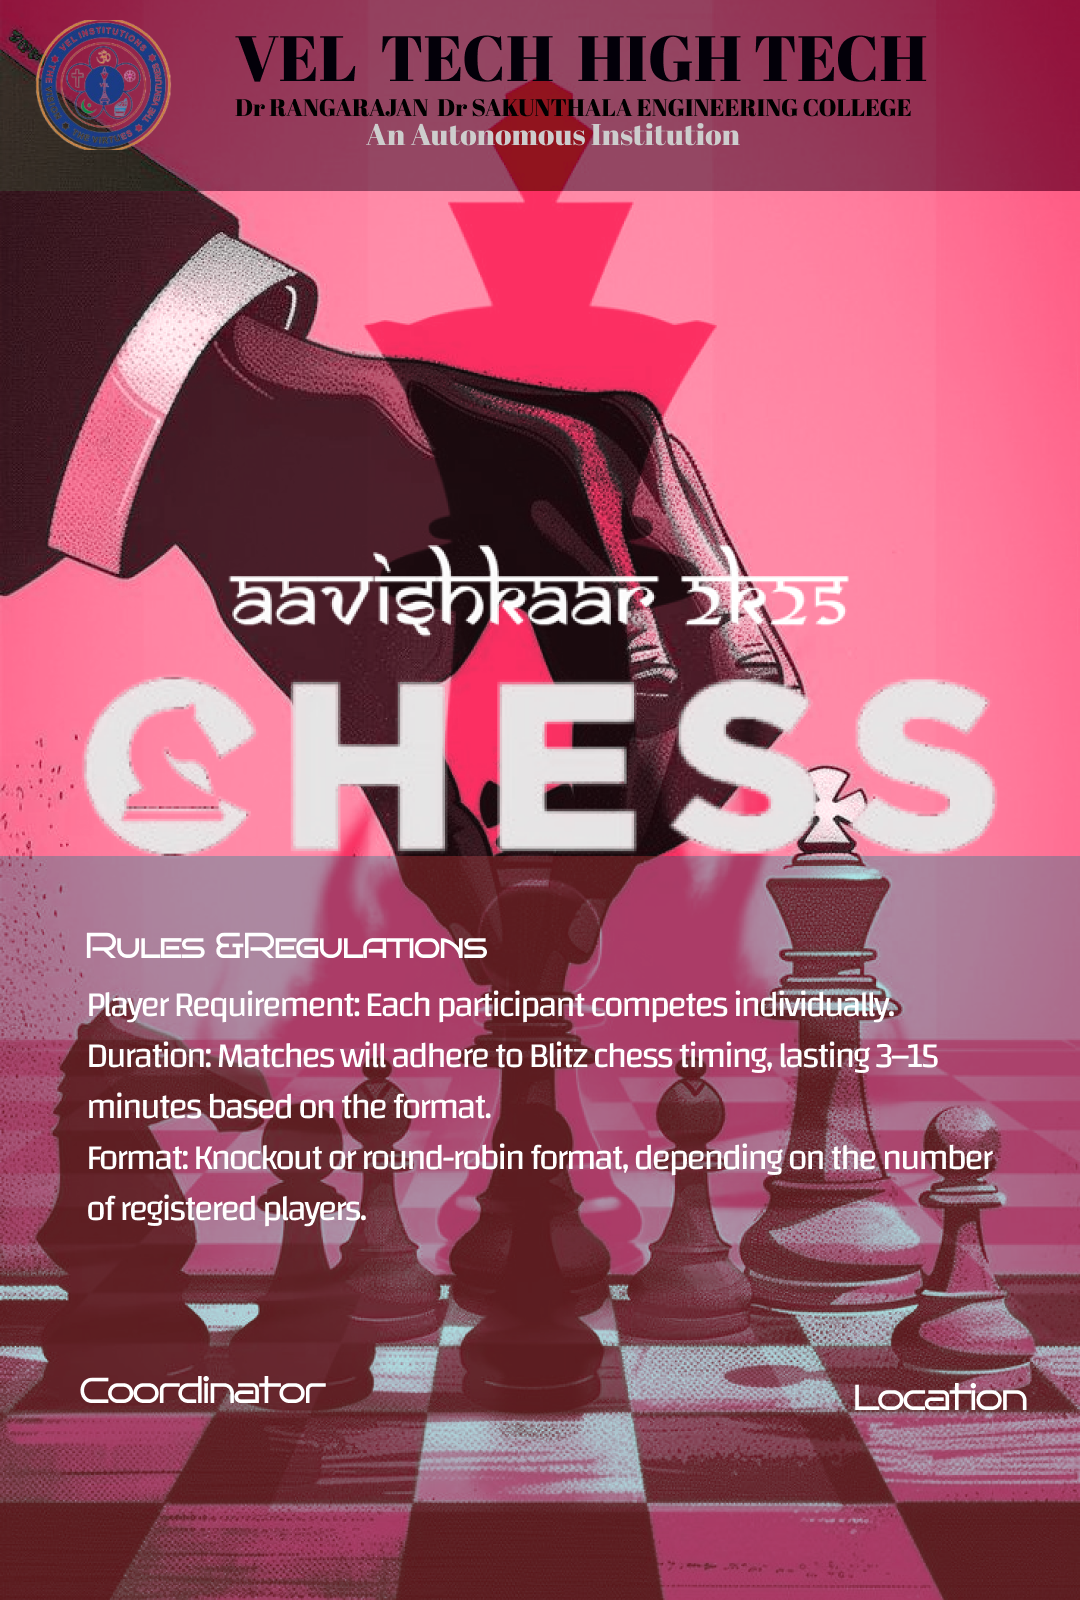 VEL TECH HIGH TECH
Dr RANGARAJAN Dr SAKUNTHALA ENGINEERING COLLEGE
An Autonomous Institution
VEL INSTITUTIONS
aavishkaar 2k25
CHESS
Rules &Regulations
Player Requirement: Each participant competes individually.
Duration: Matches will adhere to Blitz chess timing, lasting 3–15
minutes based on the format.
Format: Knockout or round-robin format, depending on the number
of registered players.
Coordinator
Location